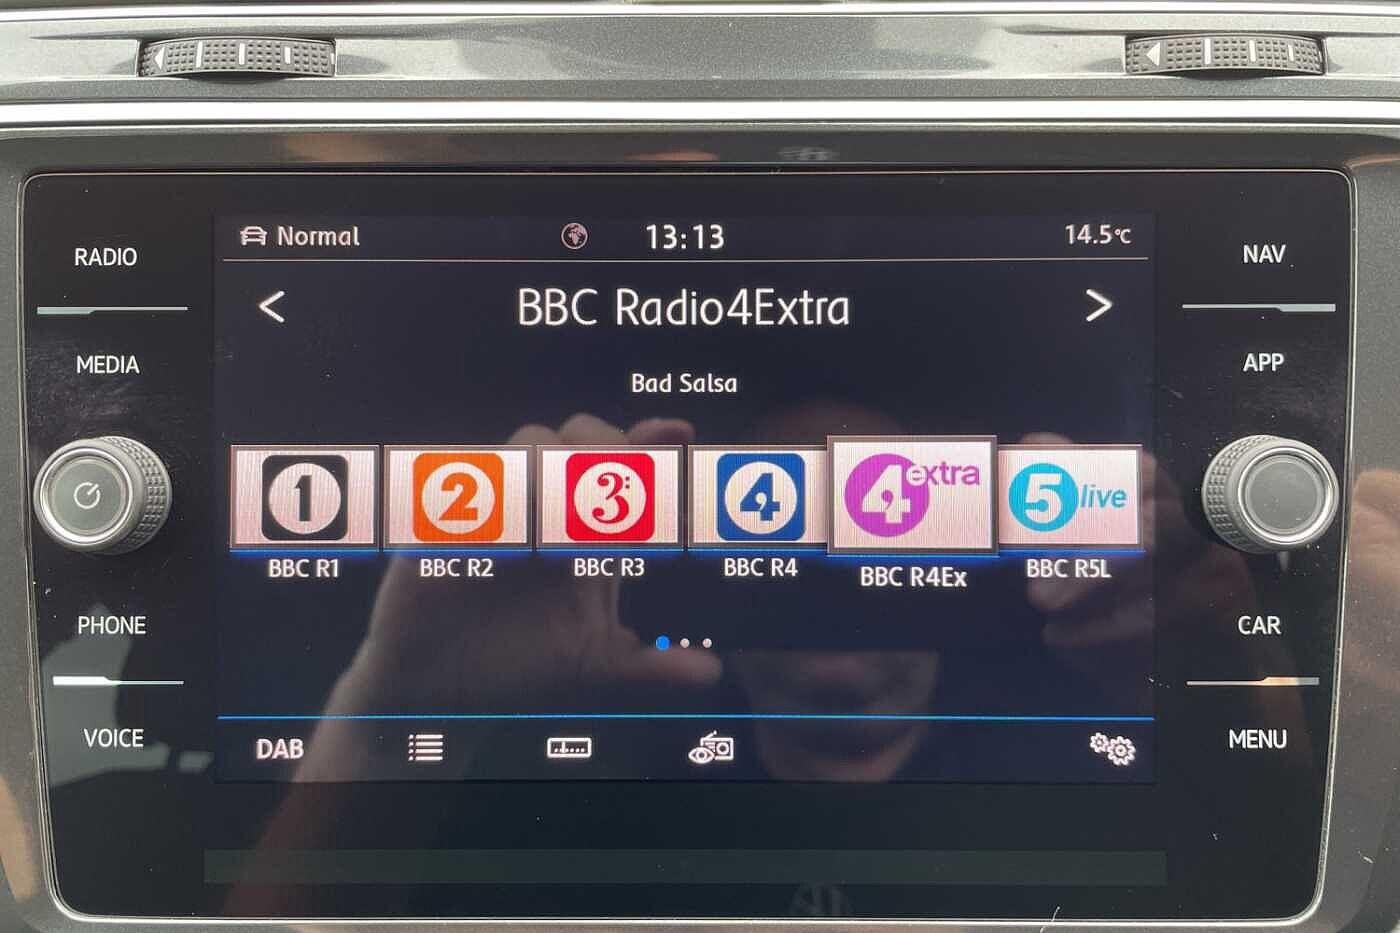 RADIO
MEDIA
PHONE
VOICE
Normal
13:13
14.5°C
< BBC Radio4Extra >
Bad Salsa
1
2
3:
4
4 extra
5 live
BBC R1
BBC R2
BBC R3
BBC R4
BBC R4Ex
BBC R5L
DAB
NAV
APP
CAR
MENU